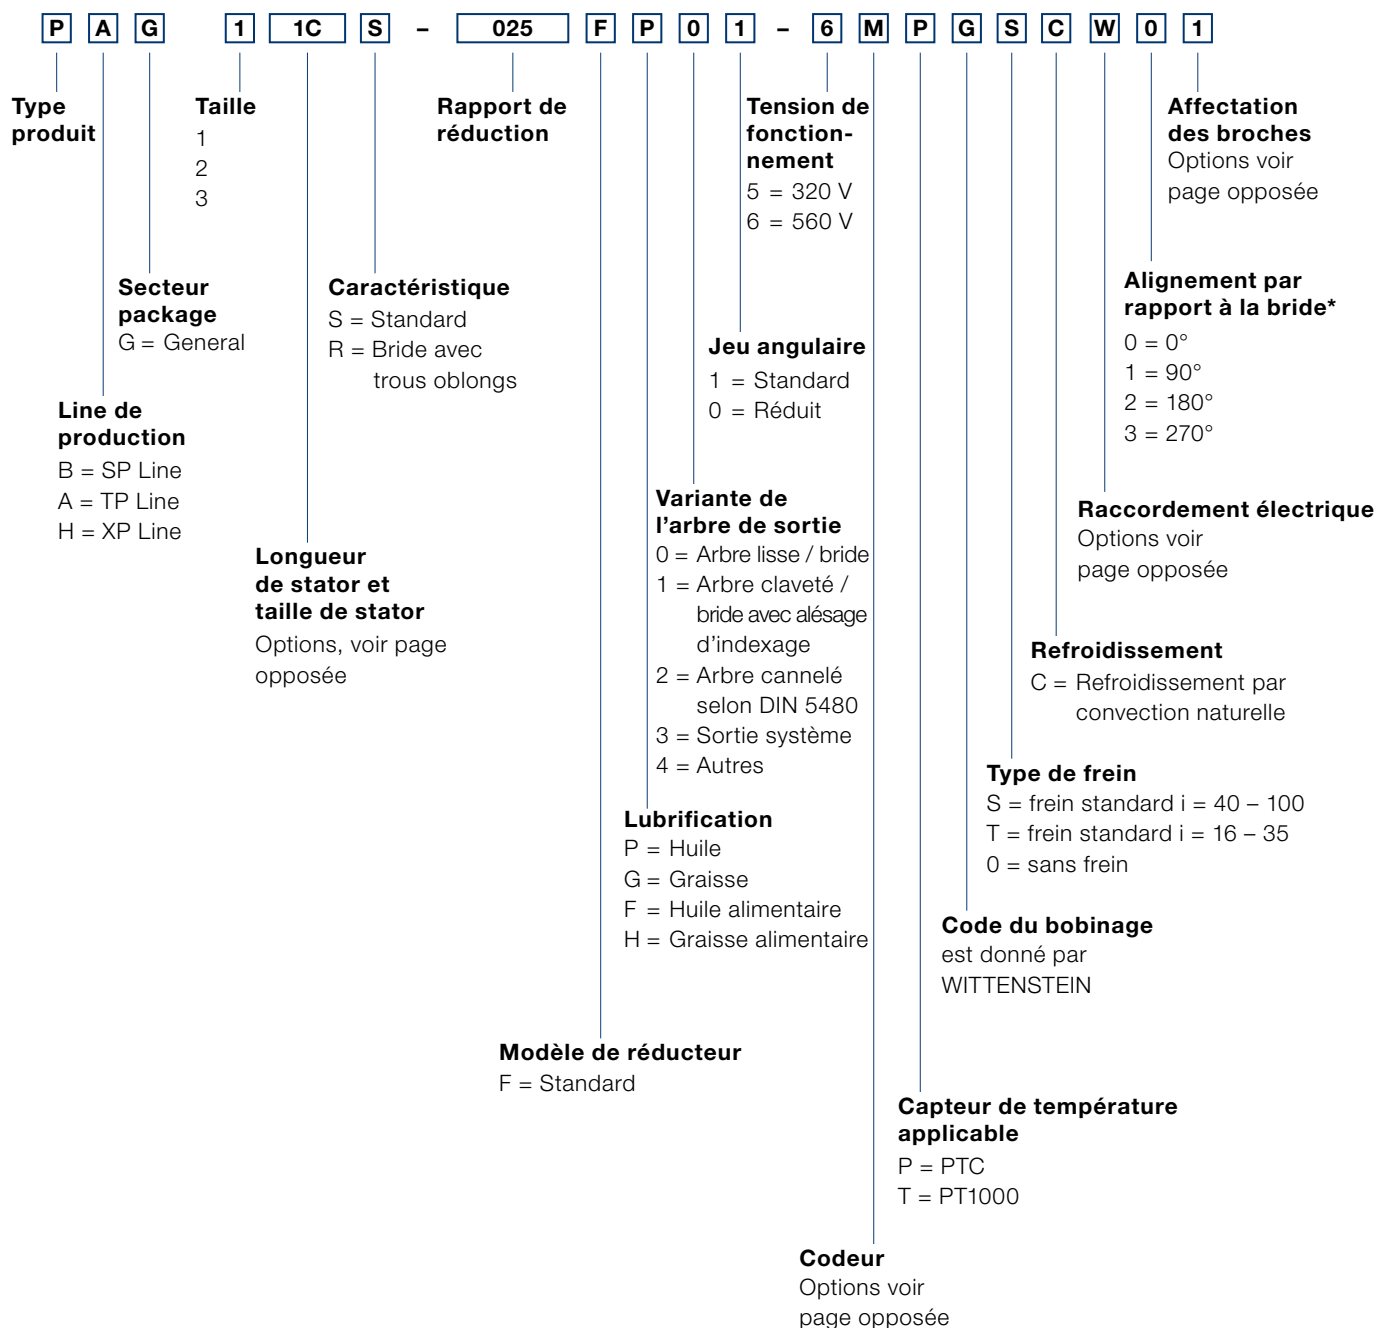 P A G 1 1C S – 025 F P 0 1 – 6 M P G S C W 0 1
Type
produit
Taille
1
2
3
Rapport de
réduction
Tension de
fonction-
nement
5 = 320 V
6 = 560 V
Affectation
des broches
Options voir
page opposée
Secteur
package
G = General
Caractéristique
S = Standard
R = Bride avec
trous oblongs
Jeu angulaire
1 = Standard
0 = Réduit
Alignement par
rapport à la bride*
0 = 0°
1 = 90°
2 = 180°
3 = 270°
Line de
production
B = SP Line
A = TP Line
H = XP Line
Longueur
de stator et
taille de stator
Options, voir page
opposée
Variante de
l’arbre de sortie
0 = Arbre lisse / bride
1 = Arbre claveté /
bride avec alésage
d’indexage
2 = Arbre cannelé
selon DIN 5480
3 = Sortie système
4 = Autres
Raccordement électrique
Options voir
page opposée
Refroidissement
C = Refroidissement par
convection naturelle
Type de frein
S = frein standard i = 40 – 100
T = frein standard i = 16 – 35
0 = sans frein
Lubrification
P = Huile
G = Graisse
F = Huile alimentaire
H = Graisse alimentaire
Code du bobinage
est donné par
WITTENSTEIN
Modèle de réducteur
F = Standard
Capteur de température
applicable
P = PTC
T = PT1000
Codeur
Options voir
page opposée